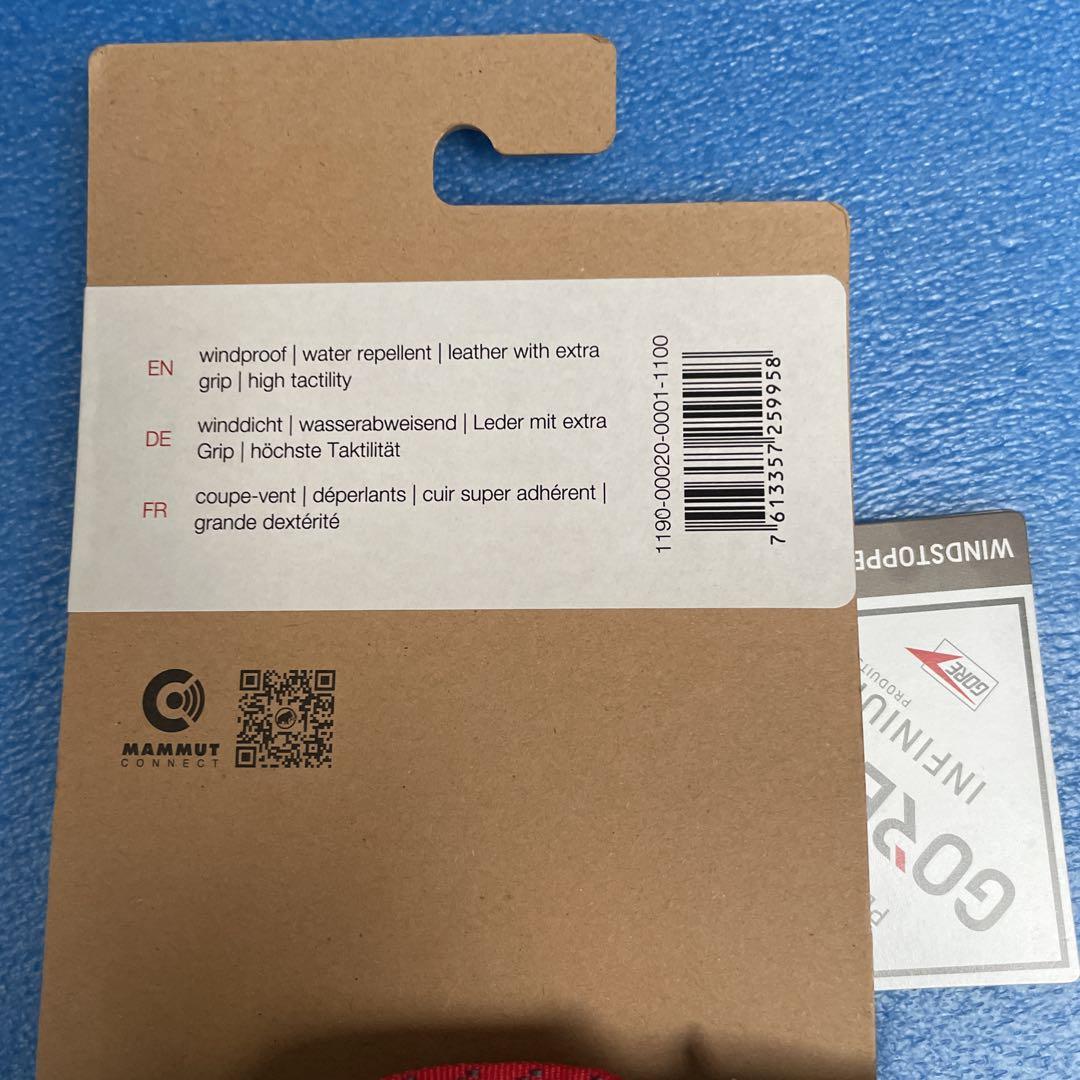 EN
windproof | water repellent | leather with extra
grip | high tactility
DE
winddicht | wasserabweisend | Leder mit extra
Grip | höchste Taktilität
FR
coupe-vent | déperlants | cuir super adhérent |
grande dextérité
1190-00020-0001-1100
7 613357 259958
MAMMUT
CONNECT
WINDSTOPPE
GORE
PRODUITS
INFINIU
GORE